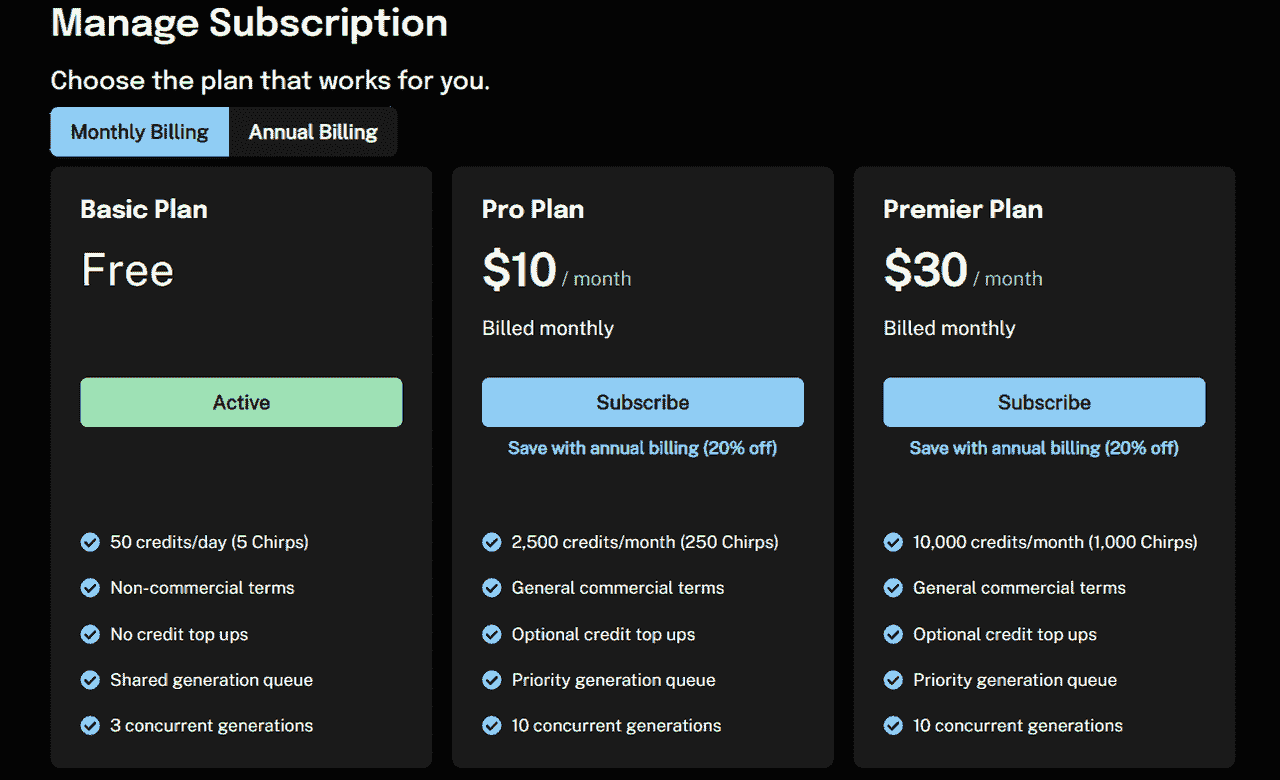 Manage Subscription
Choose the plan that works for you.
Monthly Billing
Annual Billing
Basic Plan
Free
Active
50 credits/day (5 Chirps)
Non-commercial terms
No credit top ups
Shared generation queue
3 concurrent generations
Pro Plan
$10 / month
Billed monthly
Subscribe
Save with annual billing (20% off)
2,500 credits/month (250 Chirps)
General commercial terms
Optional credit top ups
Priority generation queue
10 concurrent generations
Premier Plan
$30 / month
Billed monthly
Subscribe
Save with annual billing (20% off)
10,000 credits/month (1,000 Chirps)
General commercial terms
Optional credit top ups
Priority generation queue
10 concurrent generations